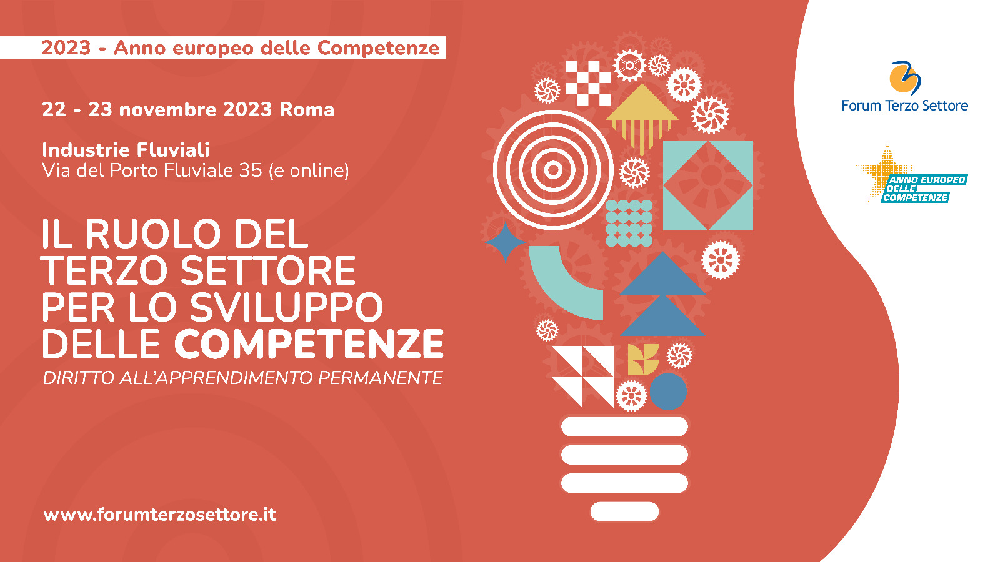 2023 - Anno europeo delle Competenze
22 - 23 novembre 2023 Roma
Industrie Fluviali
Via del Porto Fluviale 35 (e online)
IL RUOLO DEL
TERZO SETTORE
PER LO SVILUPPO
DELLE COMPETENZE
DIRITTO ALL'APPRENDIMENTO PERMANENTE
www.forumterzosettore.it
Forum Terzo Settore
ANNO EUROPEO
DELLE
COMPETENZE